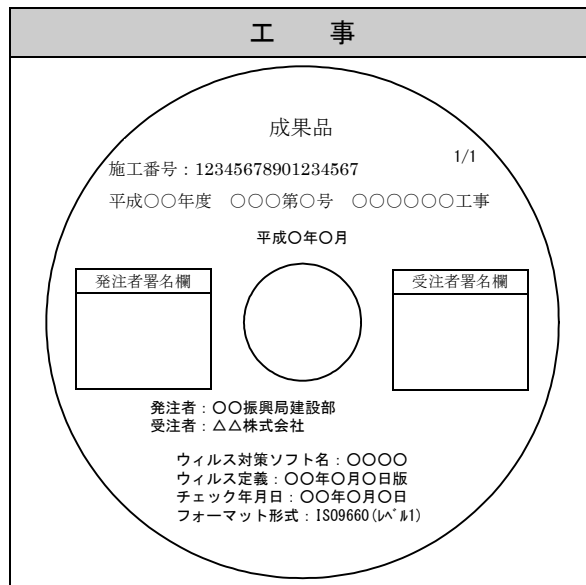 工 事
成果品
1/1
施工番号：12345678901234567
平成○○年度 ○○○第○号 ○○○○○○工事
平成○年○月
発注者署名欄
受注者署名欄
発注者：○○振興局建設部
受注者：△△株式会社
ウィルス対策ソフト名：○○○○
ウィルス定義：○○年○月○日版
チェック年月日：○○年○月○日
フォーマット形式：ISO9660(ﾚﾍﾞﾙ1)